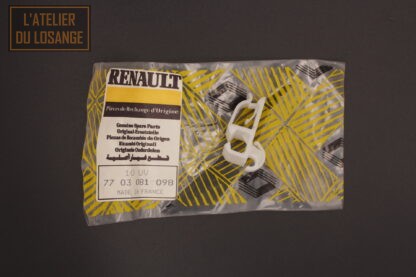 L'ATELIER
DU LOSANGE
RENAULT
Pièces de Rechange d'Origine
Genuine Spare Parts
Original-Ersatzteile
Piezas de Recambio de Origen
Ricambi Originali
Originele Onderdelen
10 UV
77 03 081 098
MADE IN FRANCE